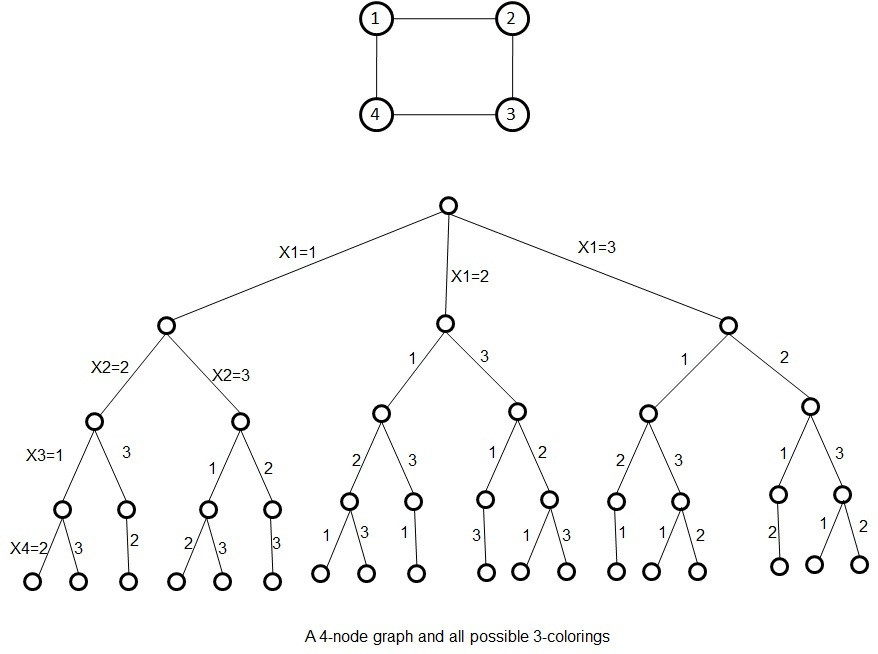 1 2
4 3
X1=1 X1=2 X1=3
X2=2 X2=3 1 3 1 2
X3=1 3 1 2 2 3 1 2 2 3 1 3
X4=2 3 2 2 3 3 1 3 1 3 1 3 1 1 2 2 1 2
A 4-node graph and all possible 3-colorings